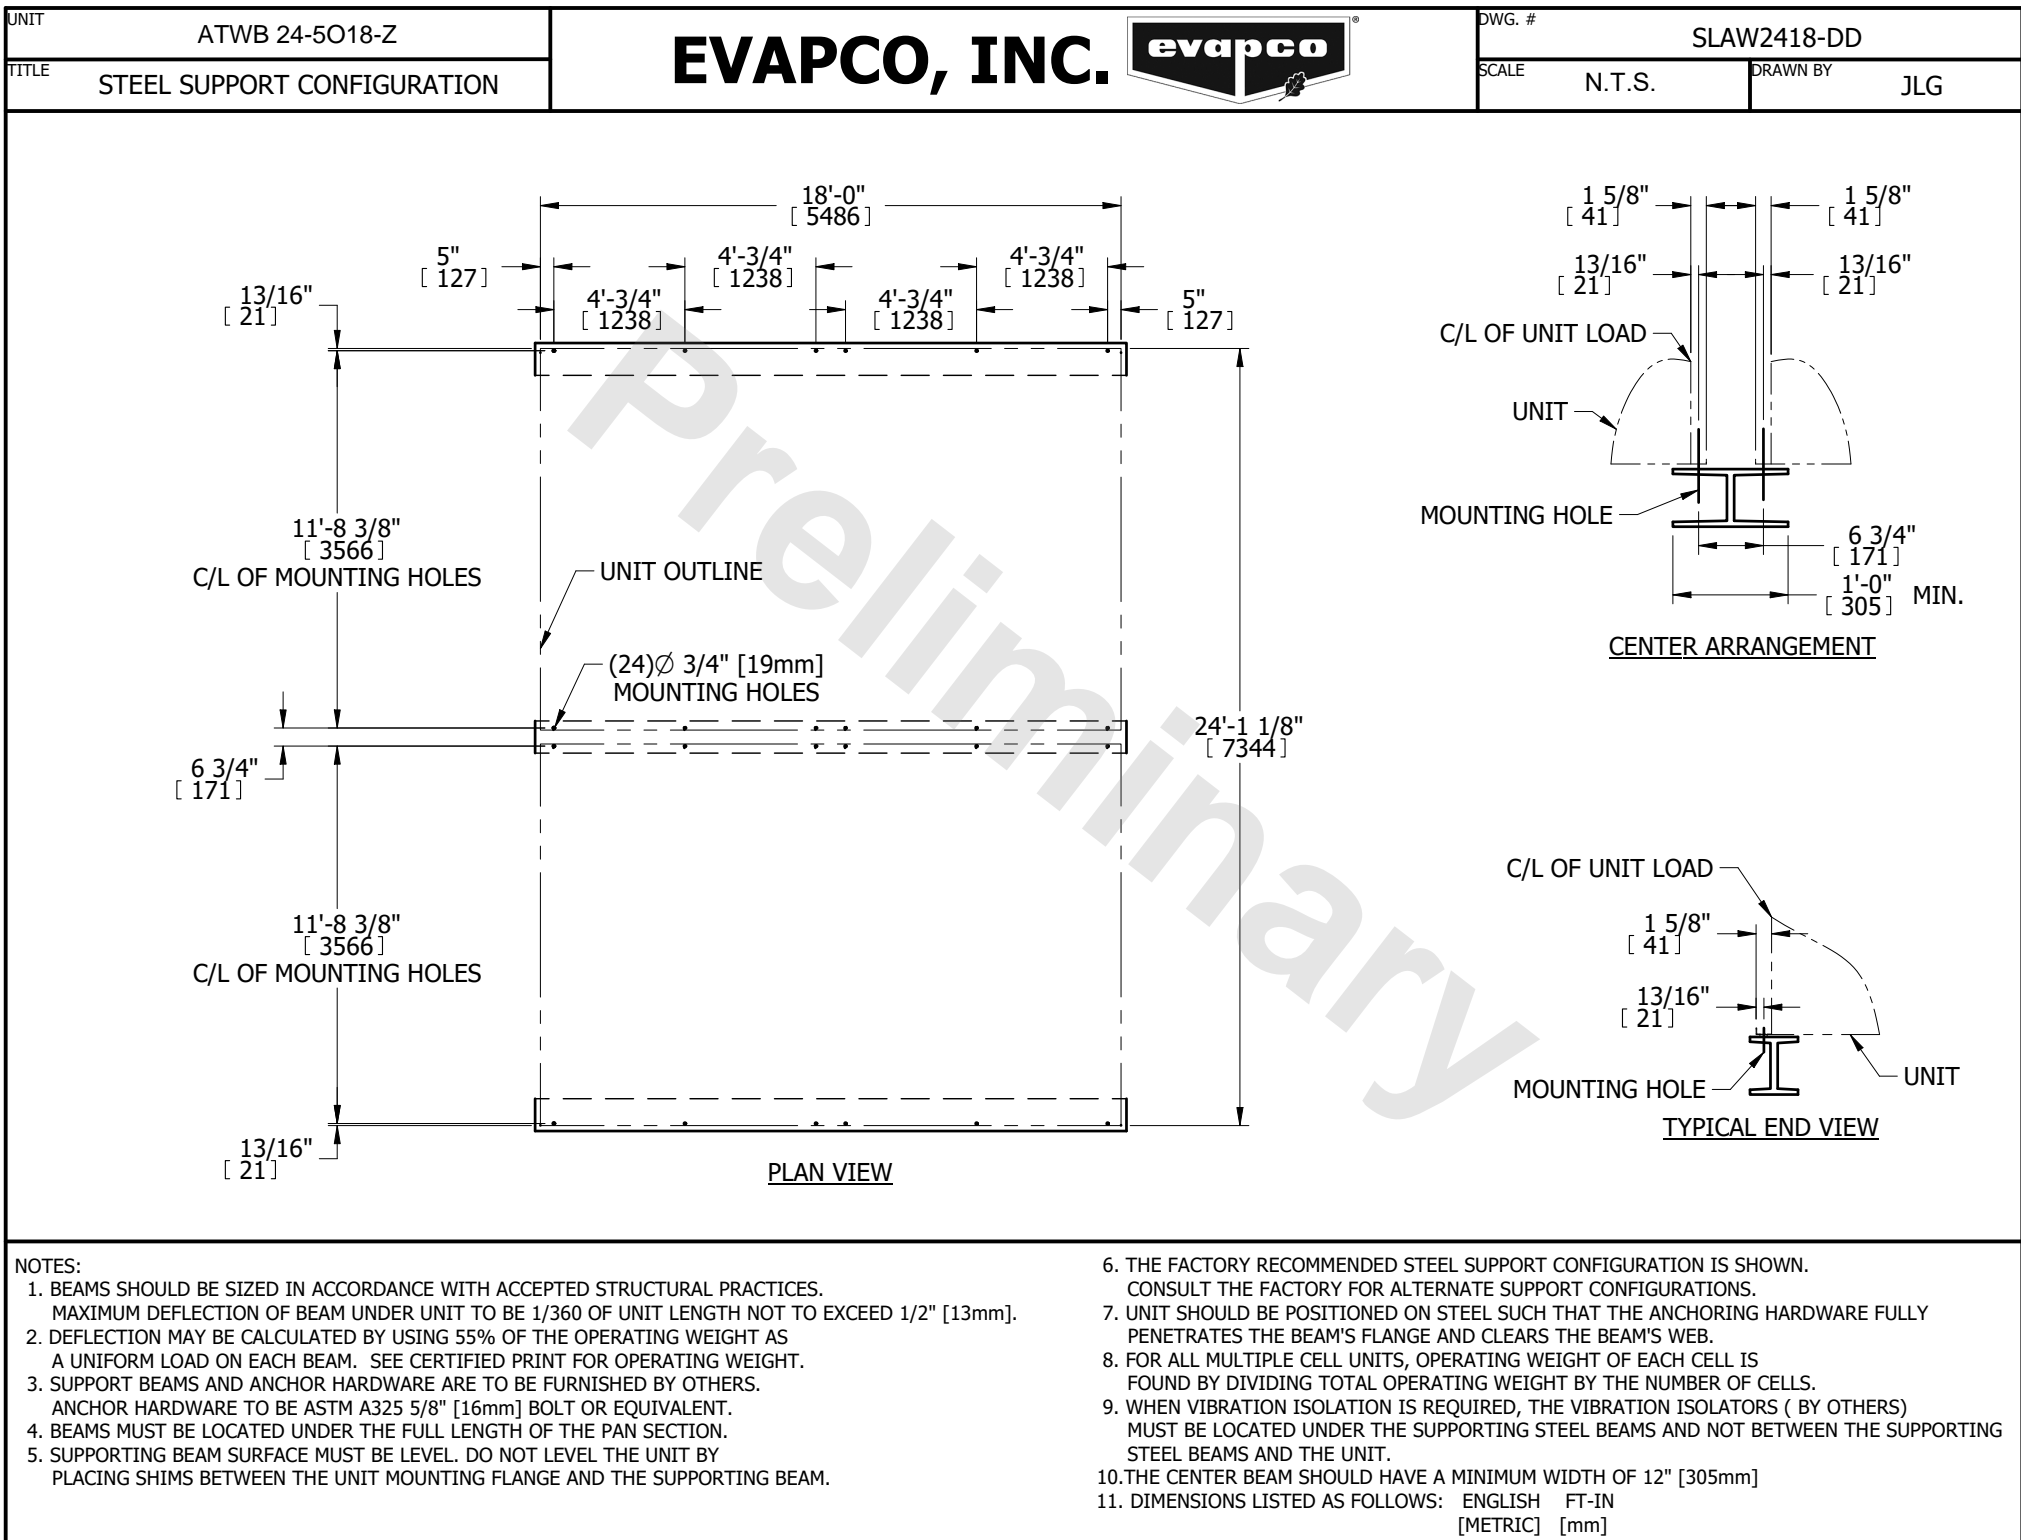 UNIT
ATWB 24-5O18-Z
TITLE
STEEL SUPPORT CONFIGURATION
EVAPCO, INC.
evapco
®
DWG. #
SLAW2418-DD
SCALE
N.T.S.
DRAWN BY
JLG
18'-0"
[ 5486 ]
5"
[ 127 ]
4'-3/4"
[ 1238 ]
4'-3/4"
[ 1238 ]
13/16"
[ 21 ]
4'-3/4"
[ 1238 ]
4'-3/4"
[ 1238 ]
5"
[ 127 ]
11'-8 3/8"
[ 3566 ]
C/L OF MOUNTING HOLES
UNIT OUTLINE
(24)∅ 3/4" [19mm]
MOUNTING HOLES
24'-1 1/8"
[ 7344 ]
6 3/4"
[ 171 ]
11'-8 3/8"
[ 3566 ]
C/L OF MOUNTING HOLES
13/16"
[ 21 ]
PLAN VIEW
Preliminary
1 5/8"
[ 41 ]
1 5/8"
[ 41 ]
13/16"
[ 21 ]
13/16"
[ 21 ]
C/L OF UNIT LOAD
UNIT
MOUNTING HOLE
6 3/4"
[ 171 ]
1'-0"
[ 305 ]
MIN.
CENTER ARRANGEMENT
C/L OF UNIT LOAD
1 5/8"
[ 41 ]
13/16"
[ 21 ]
MOUNTING HOLE
UNIT
TYPICAL END VIEW
NOTES:
1. BEAMS SHOULD BE SIZED IN ACCORDANCE WITH ACCEPTED STRUCTURAL PRACTICES.
MAXIMUM DEFLECTION OF BEAM UNDER UNIT TO BE 1/360 OF UNIT LENGTH NOT TO EXCEED 1/2" [13mm].
2. DEFLECTION MAY BE CALCULATED BY USING 55% OF THE OPERATING WEIGHT AS
A UNIFORM LOAD ON EACH BEAM. SEE CERTIFIED PRINT FOR OPERATING WEIGHT.
3. SUPPORT BEAMS AND ANCHOR HARDWARE ARE TO BE FURNISHED BY OTHERS.
ANCHOR HARDWARE TO BE ASTM A325 5/8" [16mm] BOLT OR EQUIVALENT.
4. BEAMS MUST BE LOCATED UNDER THE FULL LENGTH OF THE PAN SECTION.
5. SUPPORTING BEAM SURFACE MUST BE LEVEL. DO NOT LEVEL THE UNIT BY
PLACING SHIMS BETWEEN THE UNIT MOUNTING FLANGE AND THE SUPPORTING BEAM.
6. THE FACTORY RECOMMENDED STEEL SUPPORT CONFIGURATION IS SHOWN.
CONSULT THE FACTORY FOR ALTERNATE SUPPORT CONFIGURATIONS.
7. UNIT SHOULD BE POSITIONED ON STEEL SUCH THAT THE ANCHORING HARDWARE FULLY
PENETRATES THE BEAM'S FLANGE AND CLEARS THE BEAM'S WEB.
8. FOR ALL MULTIPLE CELL UNITS, OPERATING WEIGHT OF EACH CELL IS
FOUND BY DIVIDING TOTAL OPERATING WEIGHT BY THE NUMBER OF CELLS.
9. WHEN VIBRATION ISOLATION IS REQUIRED, THE VIBRATION ISOLATORS ( BY OTHERS)
MUST BE LOCATED UNDER THE SUPPORTING STEEL BEAMS AND NOT BETWEEN THE SUPPORTING
STEEL BEAMS AND THE UNIT.
10.THE CENTER BEAM SHOULD HAVE A MINIMUM WIDTH OF 12" [305mm]
11. DIMENSIONS LISTED AS FOLLOWS: ENGLISH FT-IN
[METRIC] [mm]